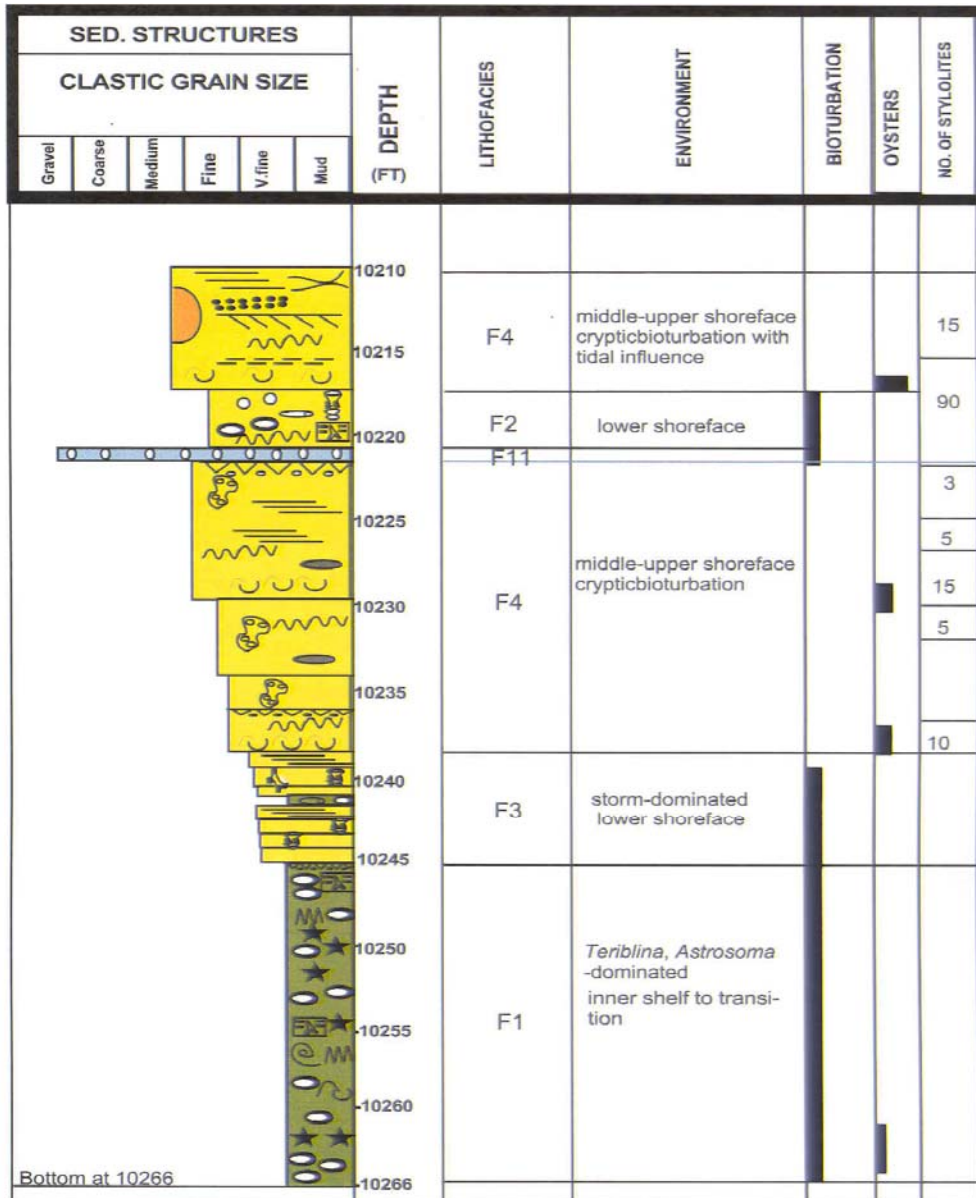 SED. STRUCTURES
CLASTIC GRAIN SIZE
Gravel
Coarse
Medium
Fine
V.fine
Mud
DEPTH
(FT)
LITHOFACIES
ENVIRONMENT
BIOTURBATION
OYSTERS
NO. OF STYLOLITES
10210
10215
10220
10225
10230
10235
10240
10245
10250
10255
10260
10266
F4
middle-upper shoreface
crypticbioturbation with
tidal influence
15
90
F2
lower shoreface
F11
3
5
F4
middle-upper shoreface
crypticbioturbation
15
5
10
F3
storm-dominated
lower shoreface
F1
Teriblina, Astrosoma
-dominated
inner shelf to transi-
tion
Bottom at 10266